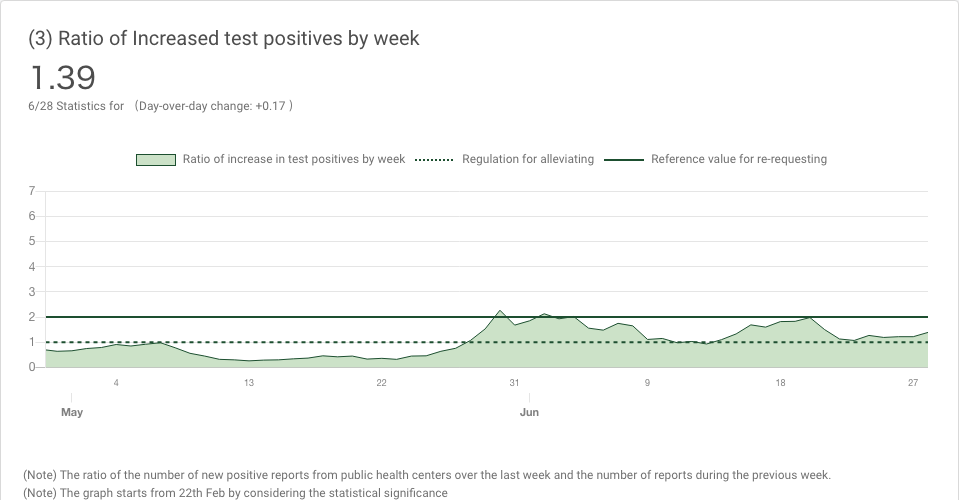 (3) Ratio of Increased test positives by week
1.39
6/28 Statistics for （Day-over-day change: +0.17 ）
Ratio of increase in test positives by week Regulation for alleviating Reference value for re-requesting
7
6
5
4
3
2
1
0
4 13 22 31 9 18 27
May Jun
(Note) The ratio of the number of new positive reports from public health centers over the last week and the number of reports during the previous week.
(Note) The graph starts from 22th Feb by considering the statistical significance